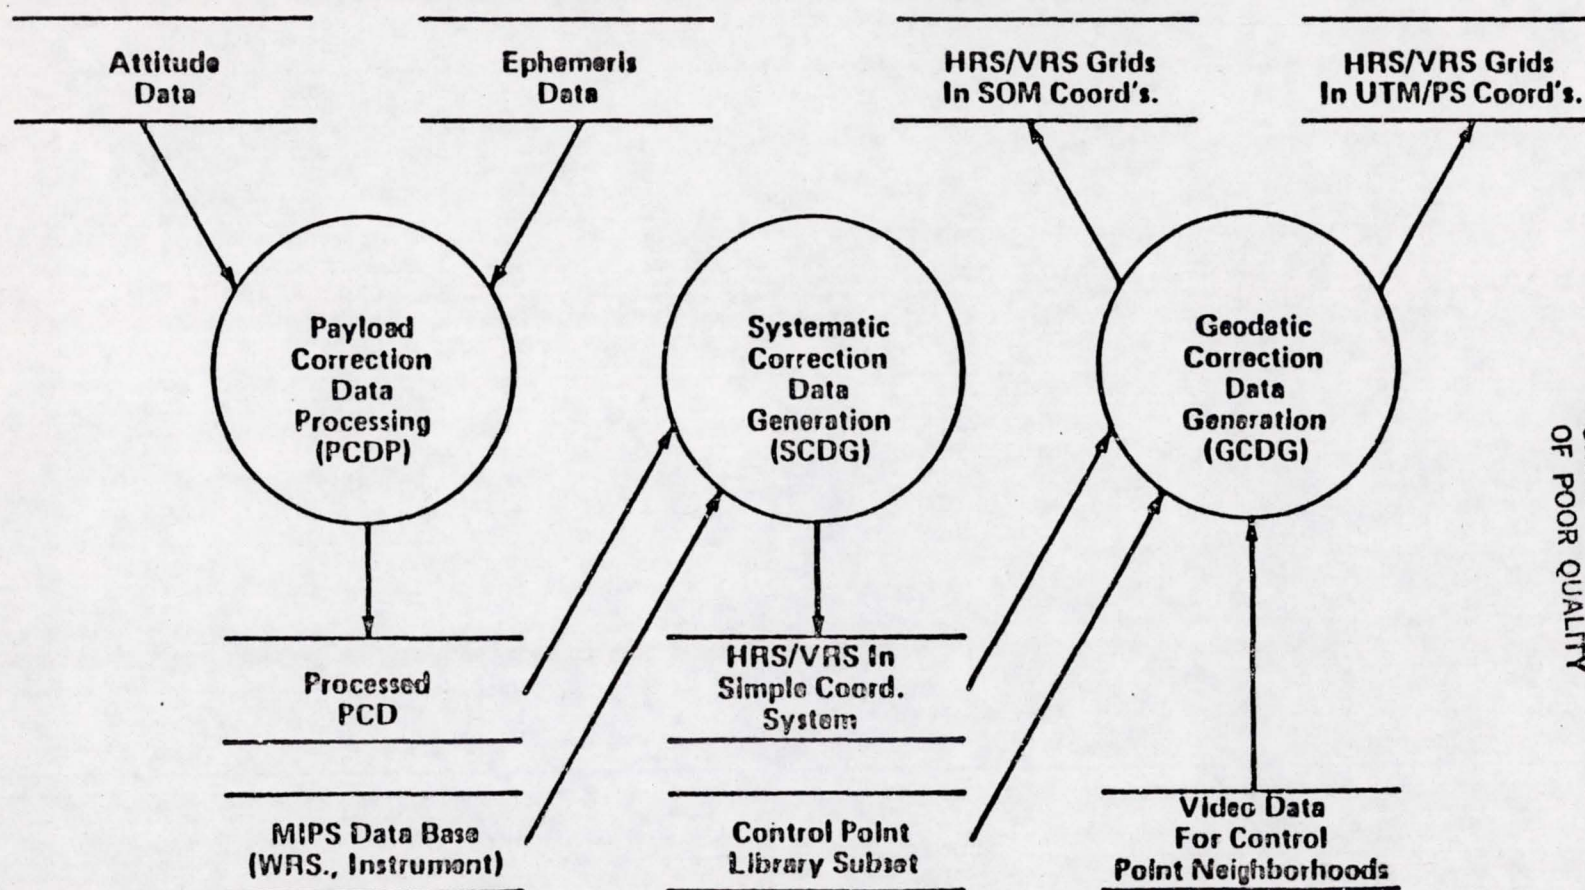 Attitude
Data
Ephemeris
Data
HRS/VRS Grids
In SOM Coord's.
HRS/VRS Grids
In UTM/PS Coord's.
Payload
Correction
Data
Processing
(PCDP)
Systematic
Correction
Data
Generation
(SCDG)
Geodetic
Correction
Data
Generation
(GCDG)
OF POOR QUALITY
Processed
PCD
HRS/VRS In
Simple Coord.
System
MIPS Data Base
(WRS., Instrument)
Control Point
Library Subset
Video Data
For Control
Point Neighborhoods